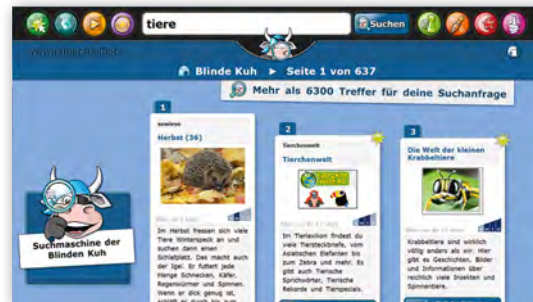 tiere
Suchen
Blinde Kuh ► Seite 1 von 637
Mehr als 6300 Treffer für deine Suchanfrage
Suchmaschine der
Blinden Kuh
1
Herbst (36)
Im Herbst fressen sich viele
Tiere Winterspeck an und
suchen dann einen
Schlafplatz. Das macht auch
der Igel. Er futtert jede
Menge Schnecken, Käfer,
Regenwürmer und Spinnen.
Wenn er dick genug ist,
2
Tierchenwelt
Tierchenwelt
Im Tierlexikon findest du
viele Tiersteckbriefe, vom
Asiatischen Elefanten bis
zum Zebra und mehr. Es
gibt auch Tierische
Sprichwörter, Tierische
Rekorde und Tierspecials.
3
Die Welt der kleinen
Krabbeltiere
Krabbeltiere sind wirklich
völlig anders als wir. Hier
gibt es Geschichten, Bilder
und Informationen über
reichlich viele Insekten und
Spinnentiere.